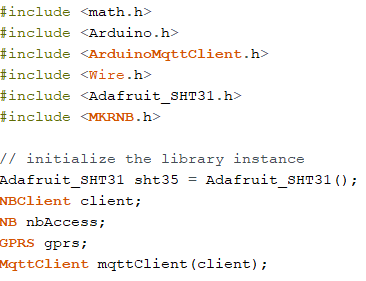 #include <math.h>
#include <Arduino.h>
#include <ArduinoMqttClient.h>
#include <Wire.h>
#include <Adafruit_SHT31.h>
#include <MKRNB.h>
// initialize the library instance
Adafruit_SHT31 sht35 = Adafruit_SHT31();
NBClient client;
NB nbAccess;
GPRS gprs;
MqttClient mqttClient(client);